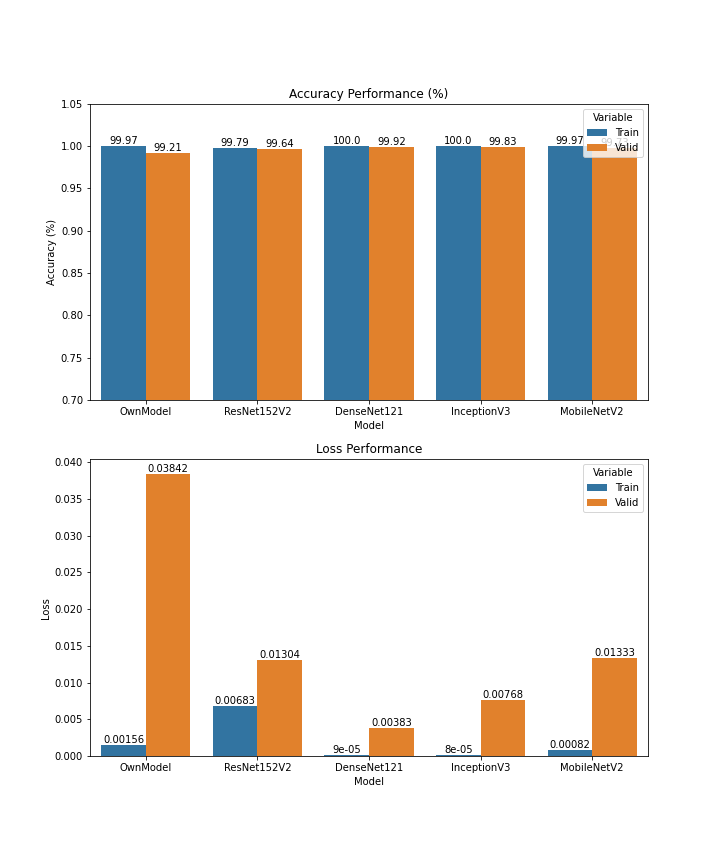 Accuracy Performance (%)
1.05
1.00
0.95
0.90
0.85
0.80
0.75
0.70
Accuracy (%)
99.97
99.21
99.79
99.64
100.0
99.92
100.0
99.83
99.97
Variable
Train
Valid
OwnModel
ResNet152V2
DenseNet121
InceptionV3
MobileNetV2
Model
Loss Performance
0.040
0.035
0.030
0.025
0.020
0.015
0.010
0.005
0.000
Loss
0.00156
0.03842
0.00683
0.01304
9e-05
0.00383
8e-05
0.00768
0.00082
0.01333
Variable
Train
Valid
OwnModel
ResNet152V2
DenseNet121
InceptionV3
MobileNetV2
Model